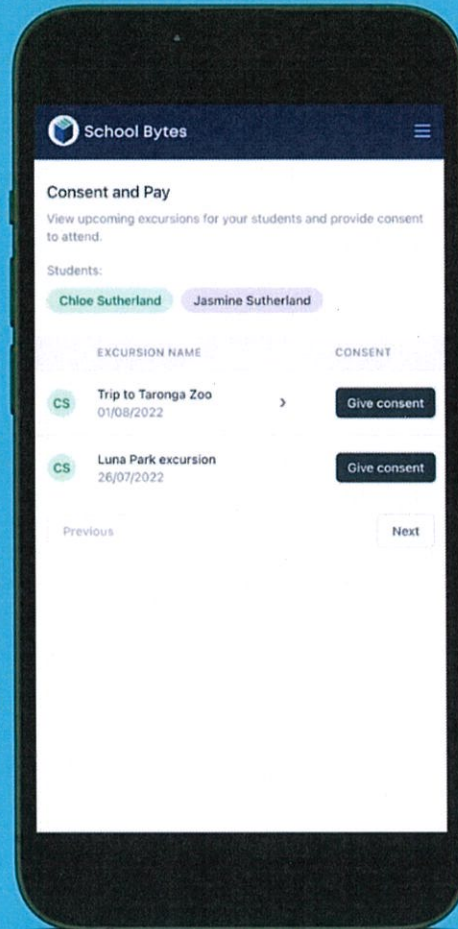 School Bytes
Consent and Pay
View upcoming excursions for your students and provide consent
to attend.
Students:
Chloe Sutherland Jasmine Sutherland
EXCURSION NAME CONSENT
CS Trip to Taronga Zoo > Give consent
01/08/2022
CS Luna Park excursion Give consent
26/07/2022
Previous Next